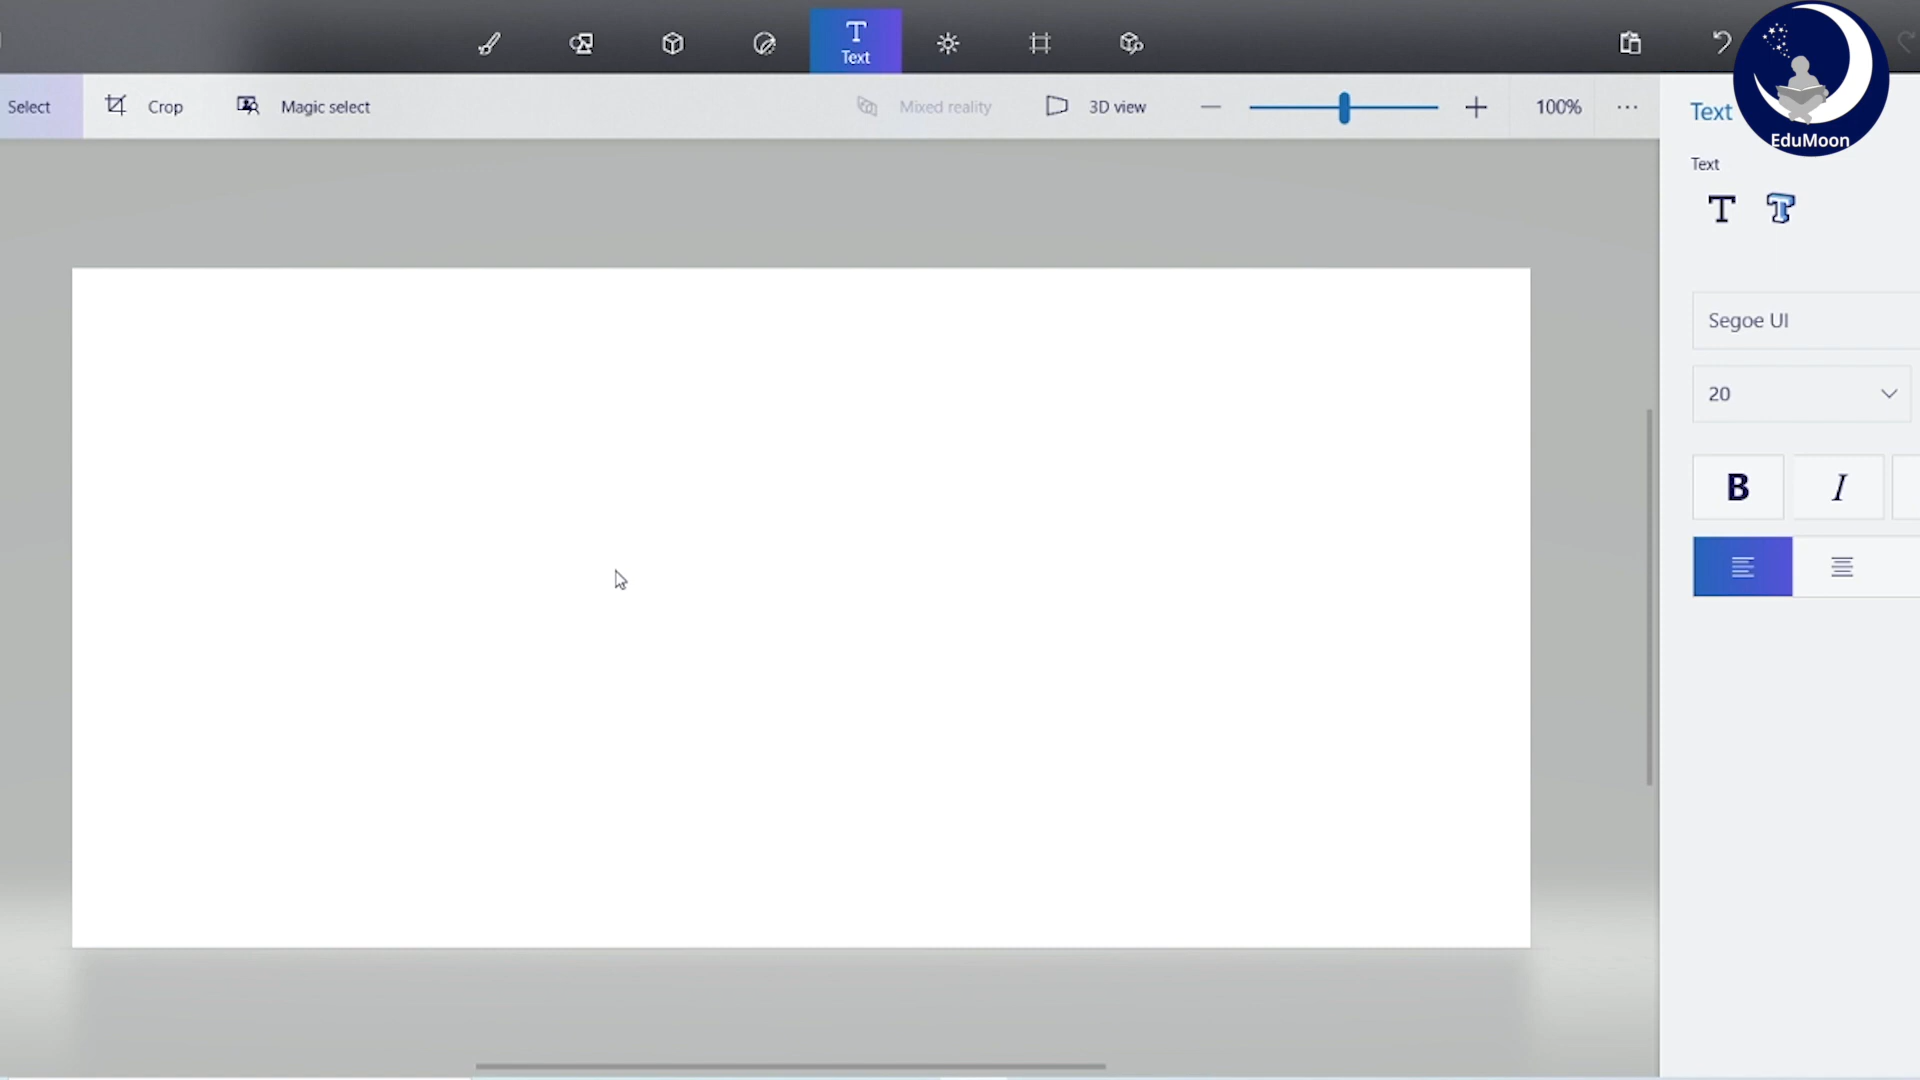 Text
Select
Crop
Magic select
Mixed reality
3D view
100%
Text
EduMoon
Text
T
T
Segoe UI
20
B
I